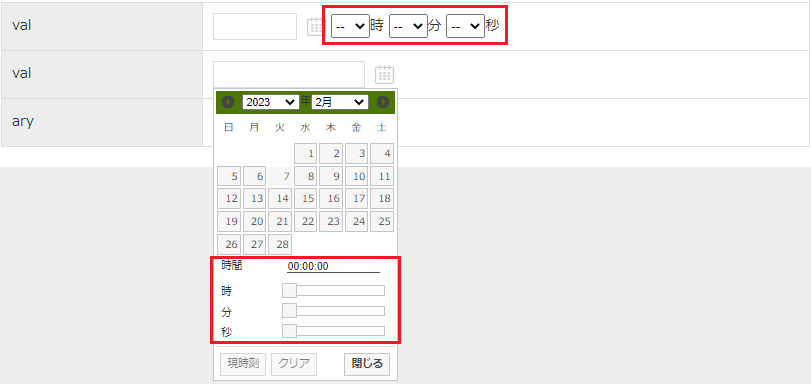 val -- 時 -- 分 -- 秒
val
2023 年 2月
ary
日 月 火 水 木 金 土
1 2 3 4
5 6 7 8 9 10 11
12 13 14 15 16 17 18
19 20 21 22 23 24 25
26 27 28
時間 00:00:00
時
分
秒
現時刻 クリア 閉じる